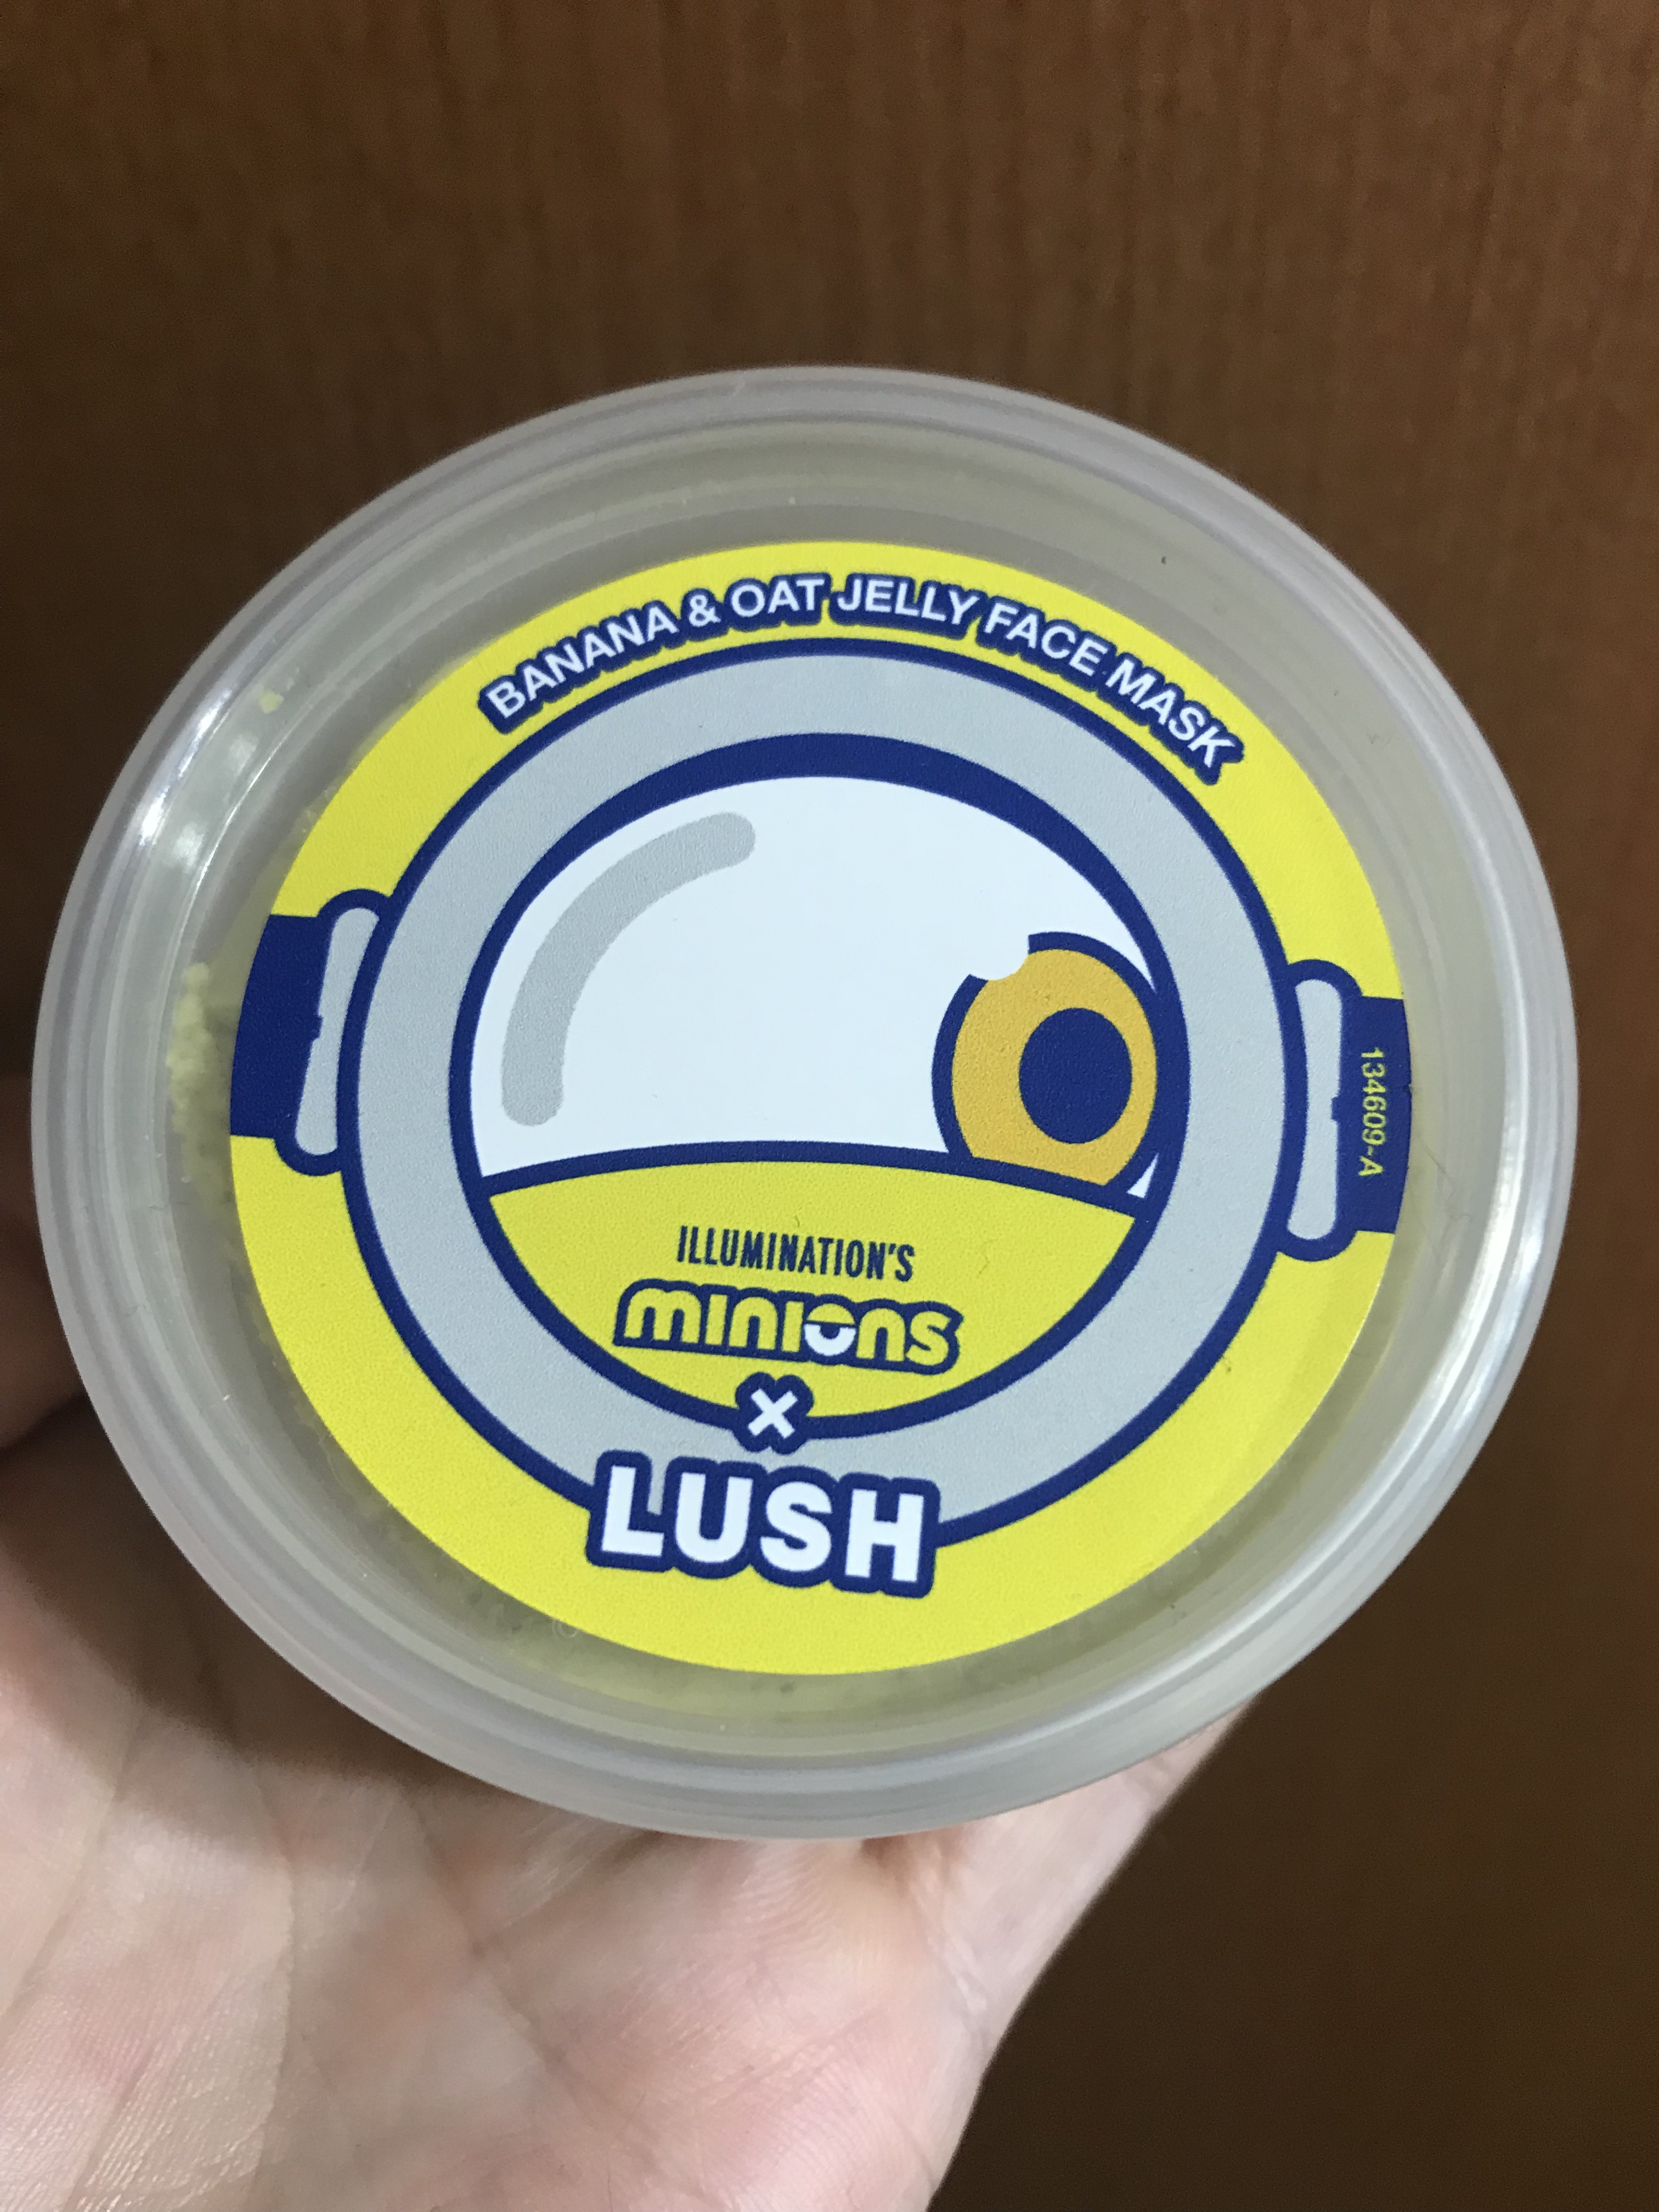 BANANA & OAT JELLY FACE MASK
134609-A
ILLUMINATION'S
minions
×
LUSH